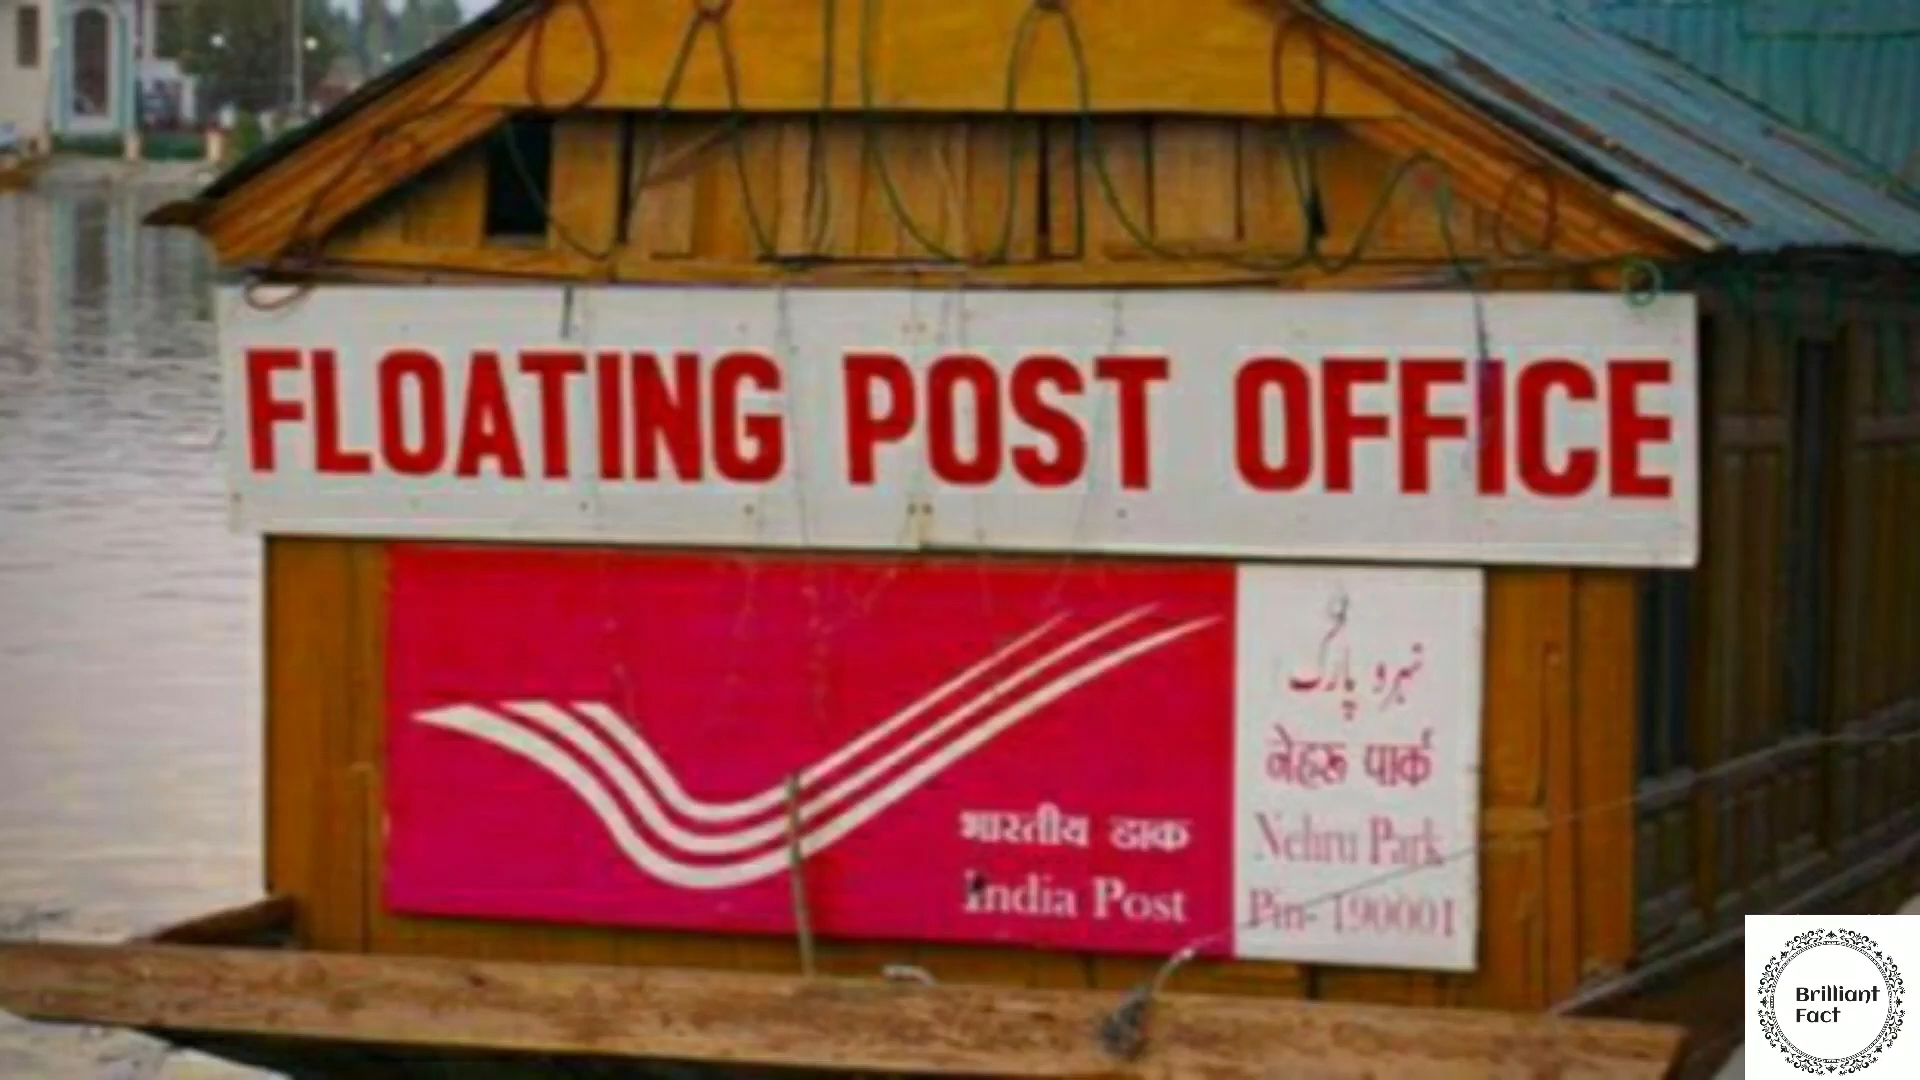 FLOATING POST OFFICE
भारतीय डाक
India Post
نہرو پارک
नेहरू पार्क
Nehru Park
Pin- 190001
Brilliant
Fact